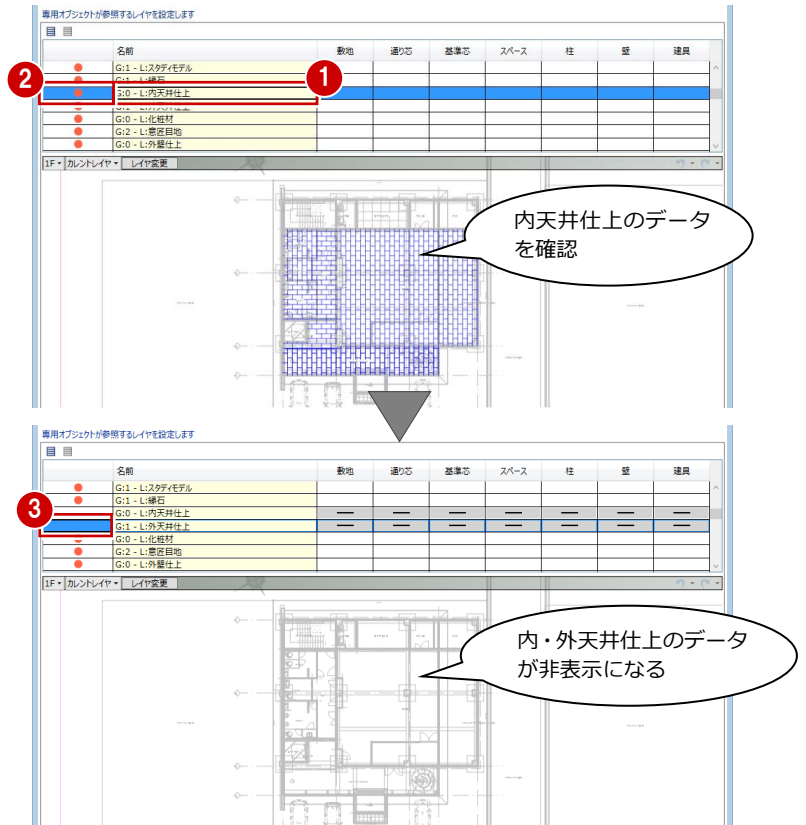 専用オブジェクトが参照するレイヤを設定します
名前 敷地 通り芯 基準芯 スペース 柱 壁 建具
G:1 - L:スタディモデル
G:1 - L:縁石
2
1
G:0 - L:内天井仕上
G:1 - L:外天井仕上
G:0 - L:化粧材
G:2 - L:意匠目地
G:0 - L:外壁仕上
1F カレントレイヤ レイヤ変更
内天井仕上のデータ
を確認
専用オブジェクトが参照するレイヤを設定します
名前 敷地 通り芯 基準芯 スペース 柱 壁 建具
G:1 - L:スタディモデル
G:1 - L:縁石
3
G:0 - L:内天井仕上
G:1 - L:外天井仕上
G:0 - L:化粧材
G:2 - L:意匠目地
G:0 - L:外壁仕上
1F カレントレイヤ レイヤ変更
内・外天井仕上のデータ
が非表示になる